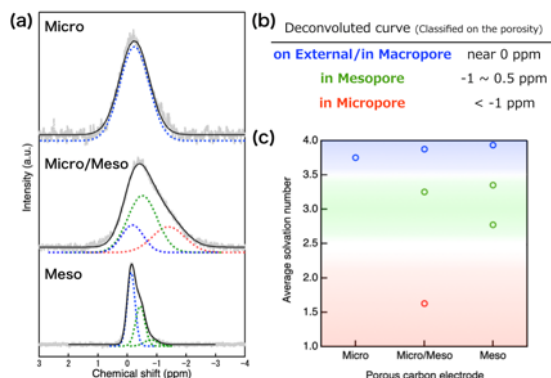 (a)
Micro
Micro/Meso
Meso
Intensity (a.u.)
3 2 1 0 -1 -2 -3 -4
Chemical shift (ppm)
(b)
Deconvoluted curve (Classified on the porosity)
on External/in Macropore near 0 ppm
in Mesopore -1 ~ 0.5 ppm
in Micropore < -1 ppm
(c)
Average solvation number
4.0
3.5
3.0
2.5
2.0
1.5
1.0
Micro Micro/Meso Meso
Porous carbon electrode